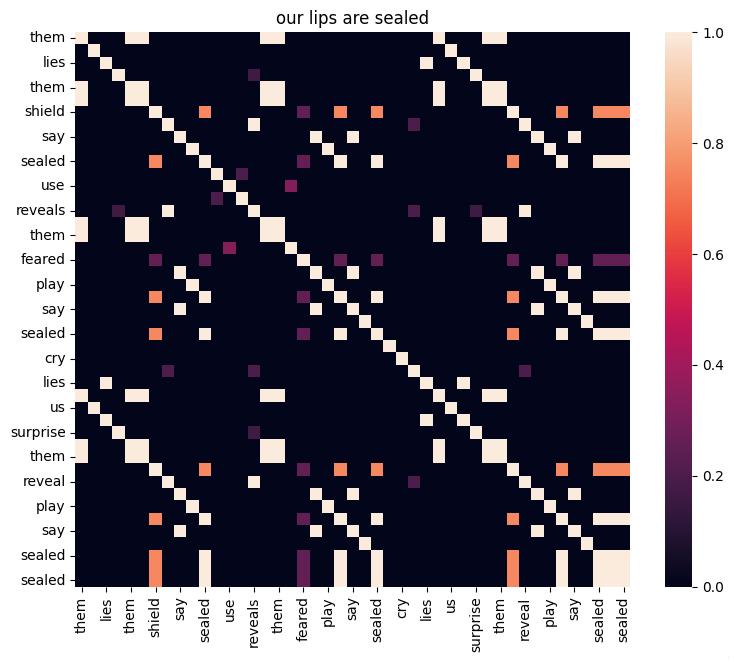 our lips are sealed
them
lies
them
shield
say
sealed
use
reveals
them
feared
play
say
sealed
cry
lies
us
surprise
them
reveal
play
say
sealed
sealed
them
lies
them
shield
say
sealed
use
reveals
them
feared
play
say
sealed
cry
lies
us
surprise
them
reveal
play
say
sealed
sealed
1.0
0.8
0.6
0.4
0.2
0.0